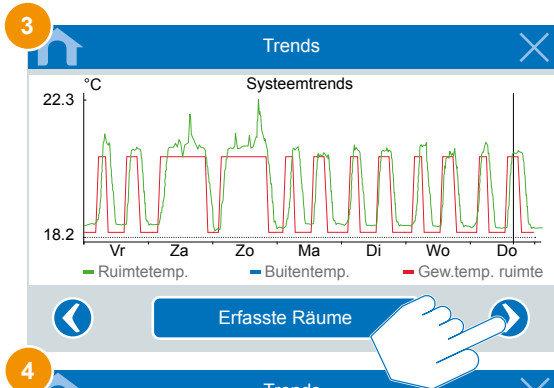 3
Trends
°C
Systeemtrends
22.3
18.2
Vr Za Zo Ma Di Wo Do
Ruimtetemp. Buitentemp. Gew.temp. ruimte
Erfasste Räume
4
Trends